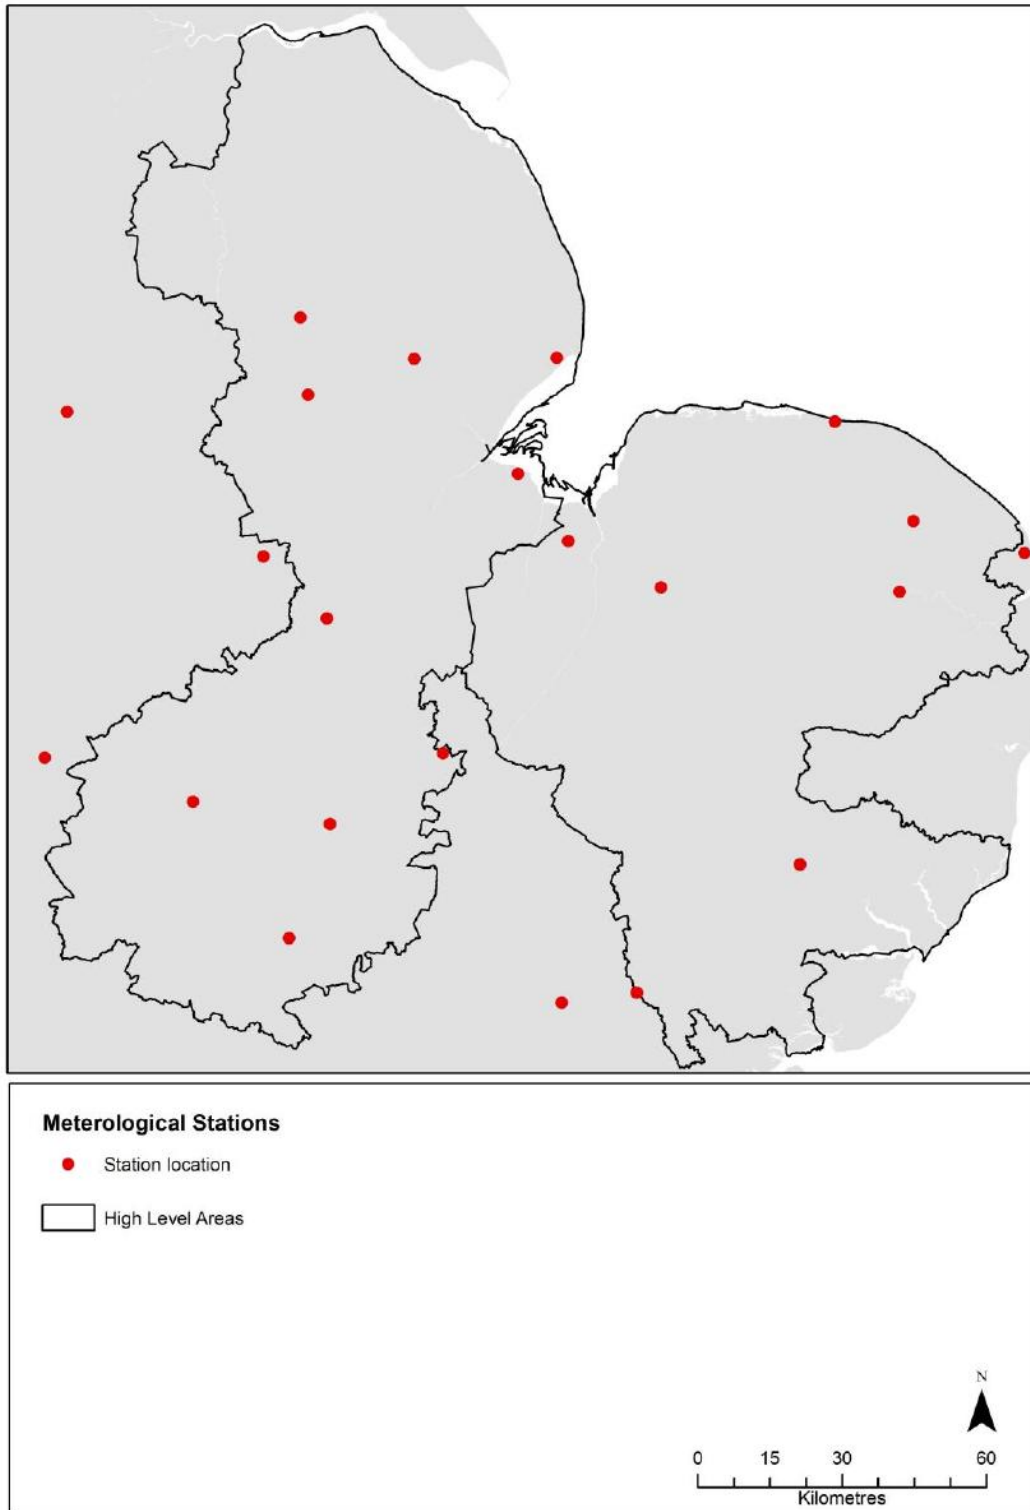 Meterological Stations
Station location
High Level Areas
N
0 15 30 60
Kilometres